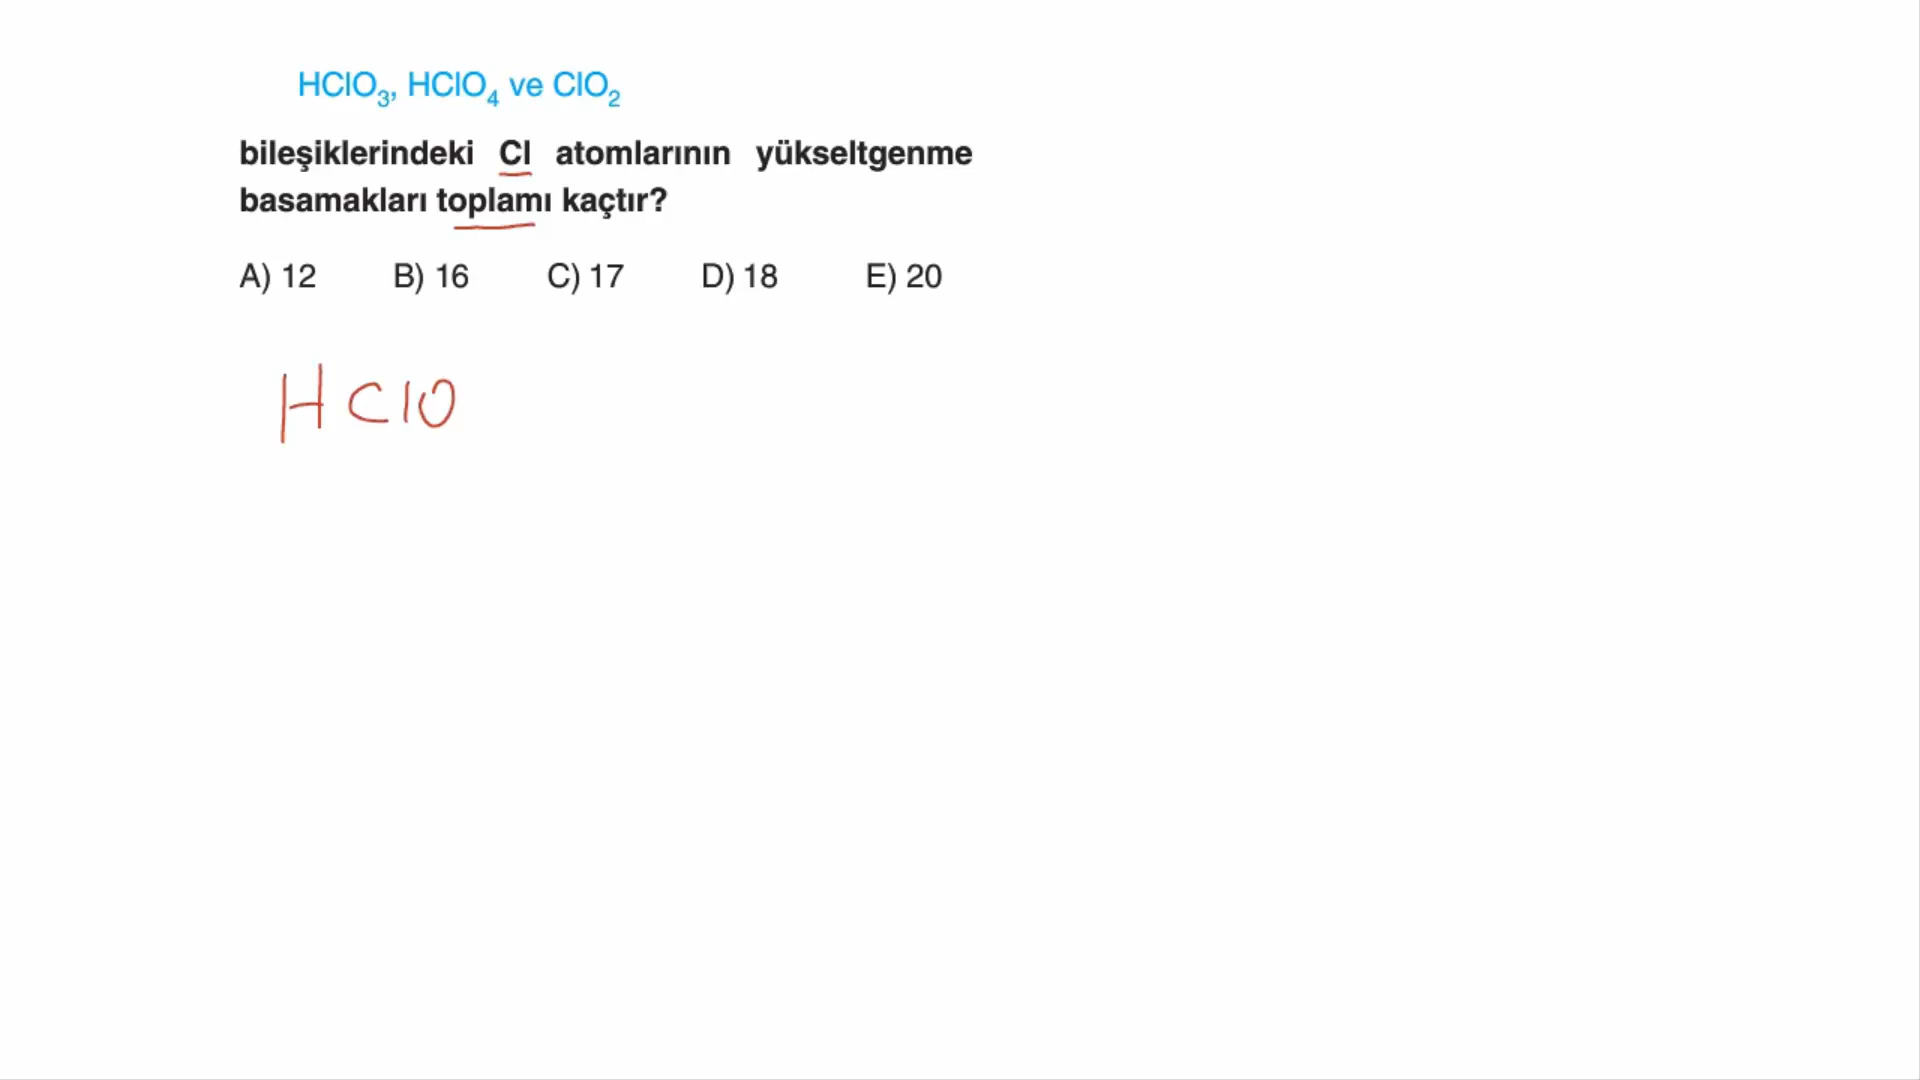 HClO3, HClO4 ve ClO2
bileşiklerindeki Cl atomlarının yükseltgenme
basamakları toplamı kaçtır?
A) 12 B) 16 C) 17 D) 18 E) 20
HClO